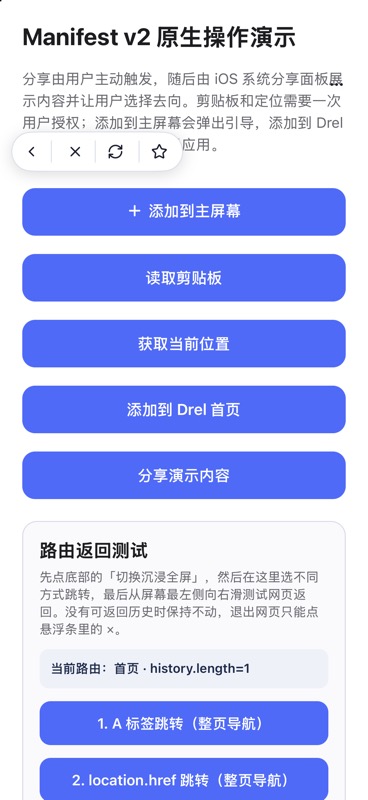 Manifest v2 原生操作演示
分享由用户主动触发，随后由 iOS 系统分享面板展
示内容并让用户选择去向。剪贴板和定位需要一次
用户授权；添加到主屏幕会弹出引导，添加到 Drel
应用。
＋ 添加到主屏幕
读取剪贴板
获取当前位置
添加到 Drel 首页
分享演示内容
路由返回测试
先点底部的「切换沉浸全屏」，然后在这里选不同
方式跳转，最后从屏幕最左侧向右滑测试网页返
回。没有可返回历史时保持不动，退出网页只能点
悬浮条里的 ×。
当前路由：首页 · history.length=1
1. A 标签跳转（整页导航）
2. location.href 跳转（整页导航）